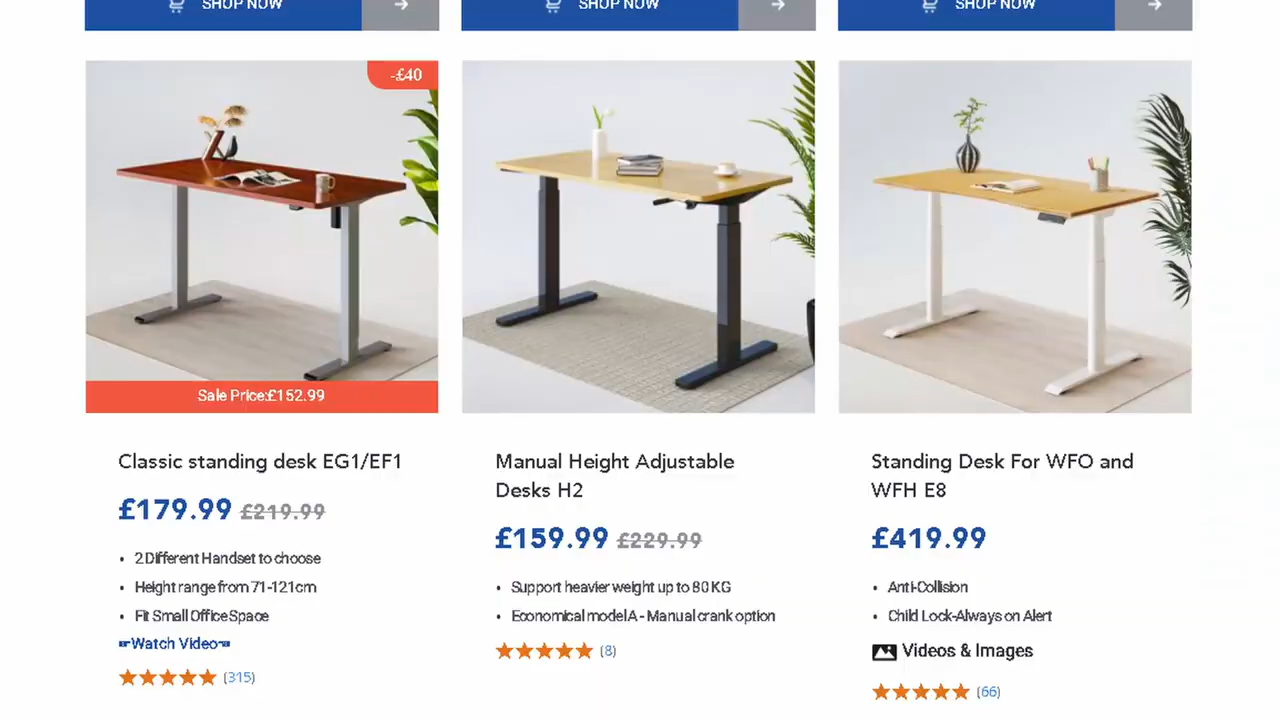 SHOP NOW
SHOP NOW
SHOP NOW
-£40
Sale Price:£152.99
Classic standing desk EG1/EF1
£179.99 £219.99
• 2 Different Handset to choose
• Height range from 71-121cm
• Fit Small Office Space
☛Watch Video☚
(315)
Manual Height Adjustable
Desks H2
£159.99 £229.99
• Support heavier weight up to 80 KG
• Economical model A - Manual crank option
(8)
Standing Desk For WFO and
WFH E8
£419.99
• Anti-Collision
• Child Lock-Always on Alert
Videos & Images
(66)